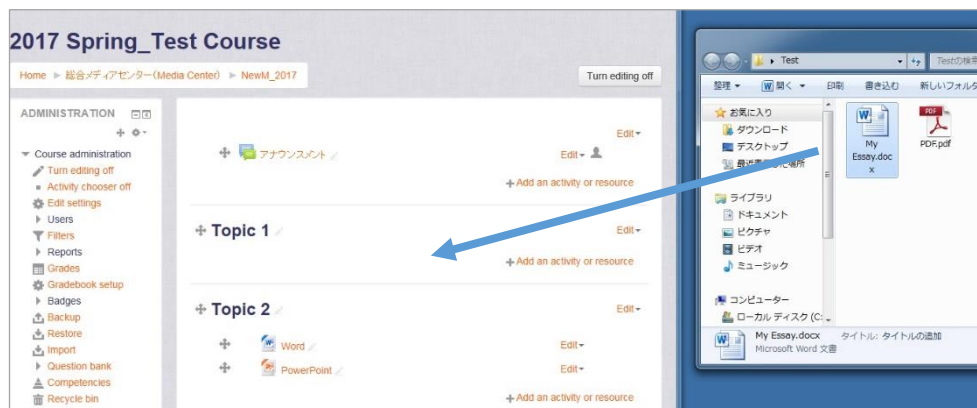 2017 Spring_Test Course
Home ▶ 総合メディアセンター(Media Center) ▶ NewM_2017
Turn editing off
ADMINISTRATION
Course administration
Turn editing off
Activity chooser off
Edit settings
Users
Filters
Reports
Grades
Gradebook setup
Badges
Backup
Restore
Import
Question bank
Competencies
Recycle bin
Edit
アナウンスメント
Edit
+ Add an activity or resource
Topic 1
Edit
+ Add an activity or resource
Topic 2
Edit
Word
Edit
PowerPoint
Edit
+ Add an activity or resource
Test
Testの検索
整理
開く
印刷
書き込む
新しいフォルダ
お気に入り
ダウンロード
デスクトップ
ライブラリ
ドキュメント
ピクチャ
ビデオ
ミュージック
コンピューター
ローカル ディスク (C:
My
Essay.doc
x
PDF
PDF.pdf
My Essay.docx タイトル: タイトルの追加
Microsoft Word 文書